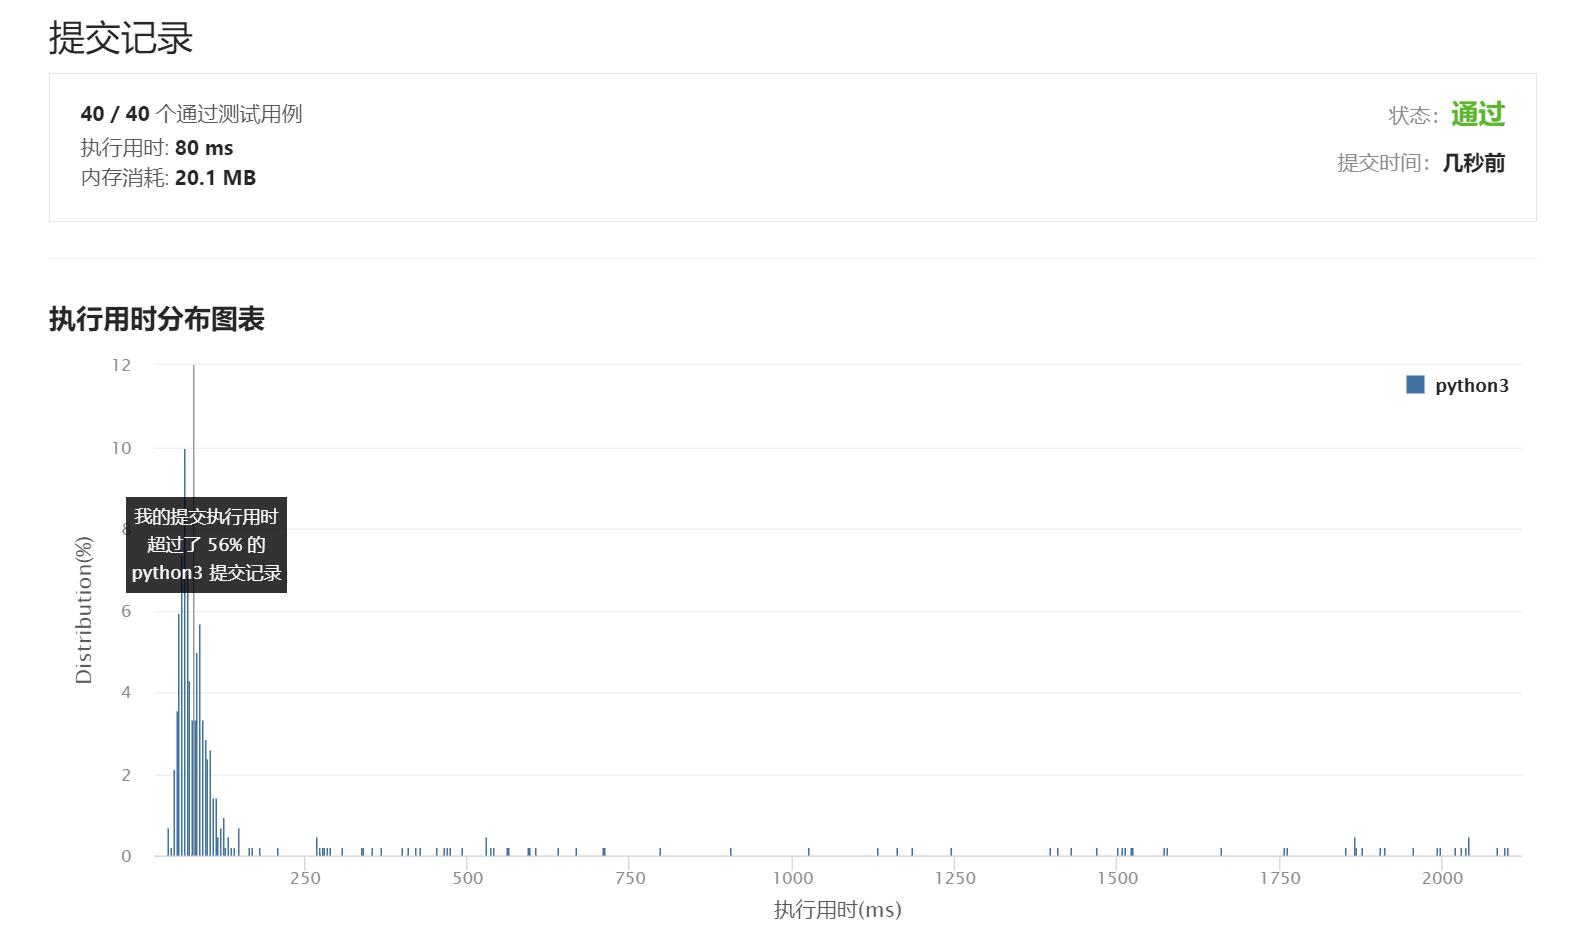 提交记录
40 / 40 个通过测试用例
状态：通过
执行用时: 80 ms
提交时间：几秒前
内存消耗: 20.1 MB
执行用时分布图表
12
python3
10
我的提交执行用时
8
超过了 56% 的
python3 提交记录
Distribution(%)
6
4
2
0
250 500 750 1000 1250 1500 1750 2000
执行用时(ms)